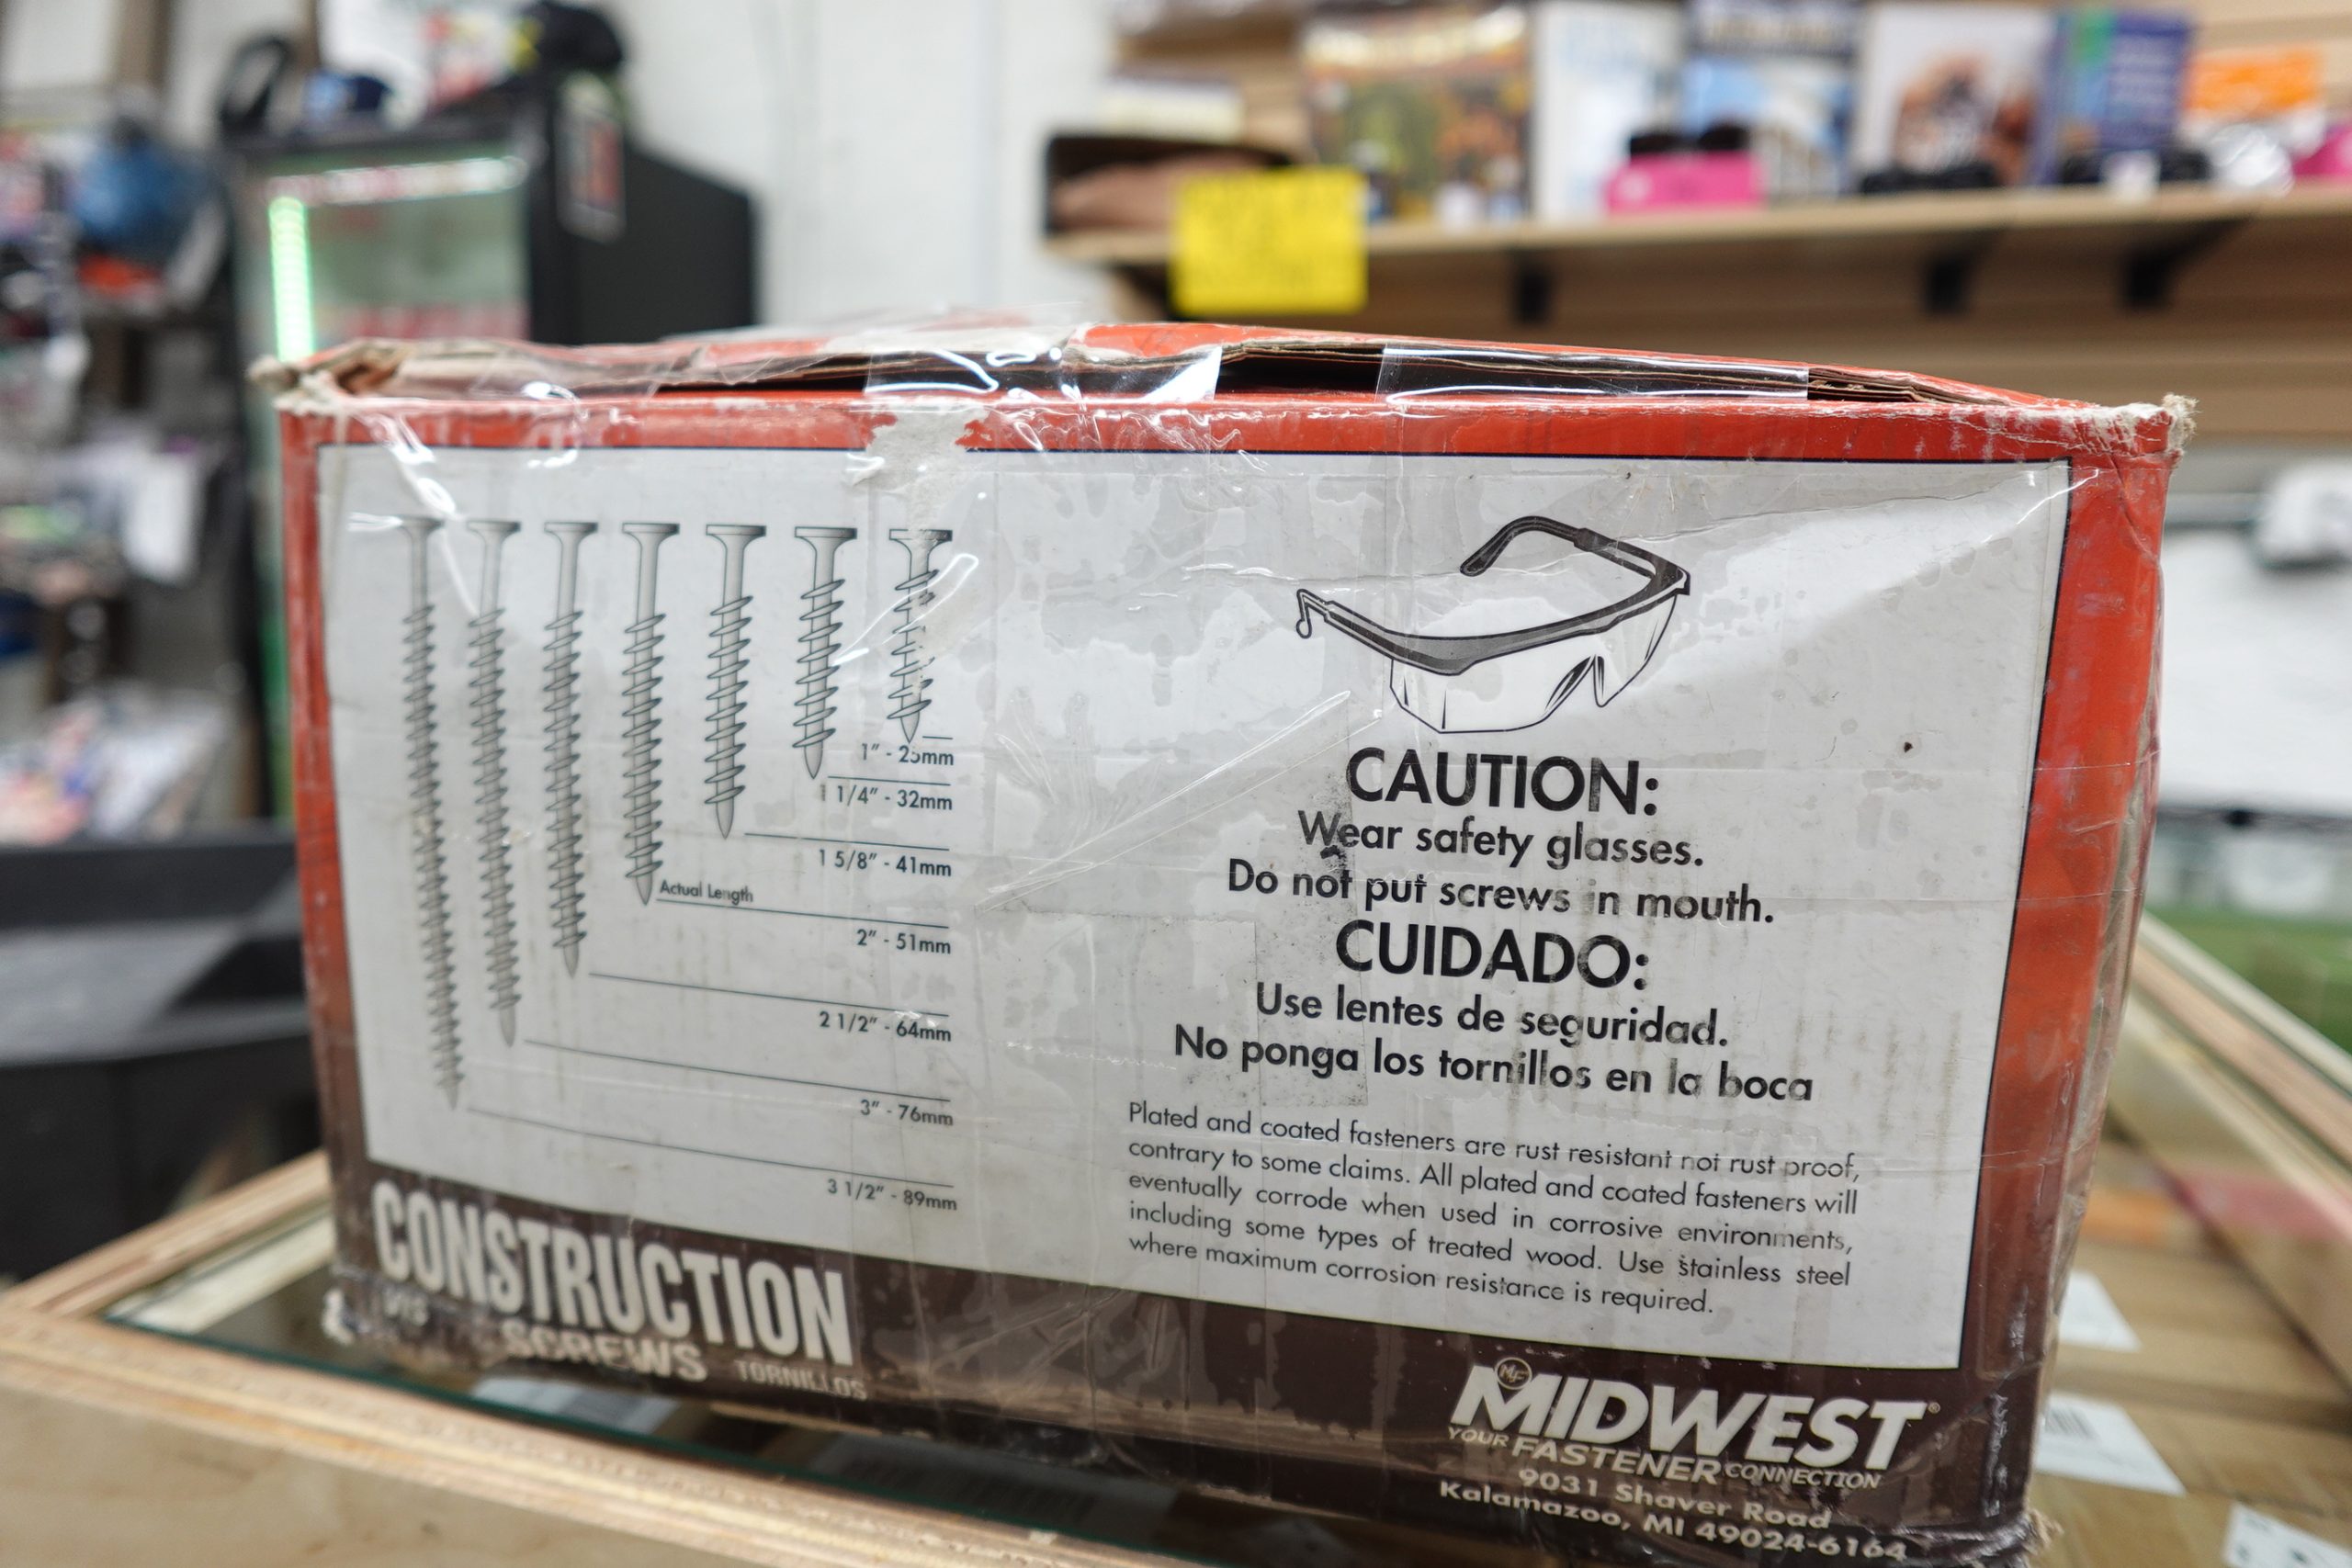 1" - 25mm
1 1/4" - 32mm
1 5/8" - 41mm
Actual Length
2" - 51mm
2 1/2" - 64mm
3" - 76mm
3 1/2" - 89mm
CAUTION:
Wear safety glasses.
Do not put screws in mouth.
CUIDADO:
Use lentes de seguridad.
No ponga los tornillos en la boca
Plated and coated fasteners are rust resistant not rust proof,
contrary to some claims. All plated and coated fasteners will
eventually corrode when used in corrosive environments,
including some types of treated wood. Use stainless steel
where maximum corrosion resistance is required.
CONSTRUCTION
VIS SCREWS TORNILLOS
MF
MIDWEST®
YOUR FASTENER CONNECTION
9031 Shaver Road
Kalamazoo, MI 49024-6164